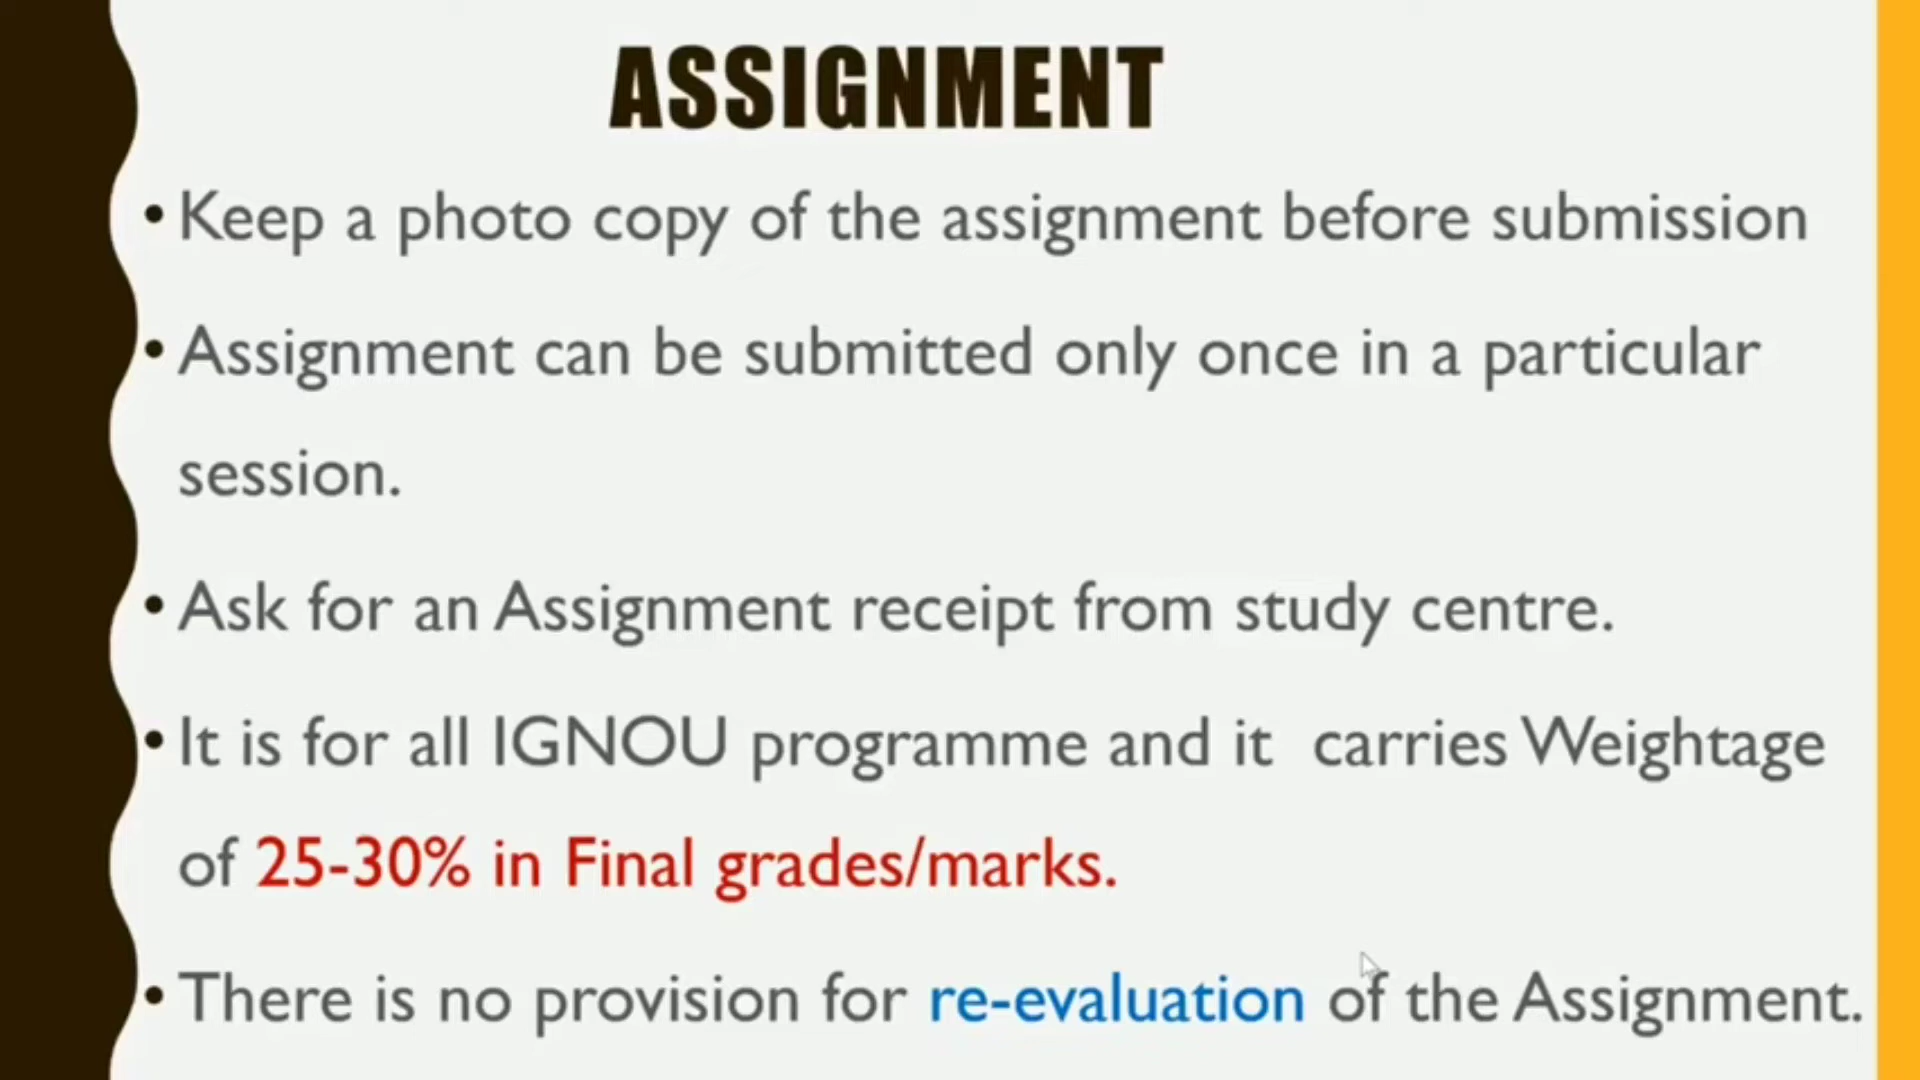 ASSIGNMENT
• Keep a photo copy of the assignment before submission
• Assignment can be submitted only once in a particular
session.
• Ask for an Assignment receipt from study centre.
• It is for all IGNOU programme and it  carries Weightage
of 25-30% in Final grades/marks.
• There is no provision for re-evaluation of the Assignment.